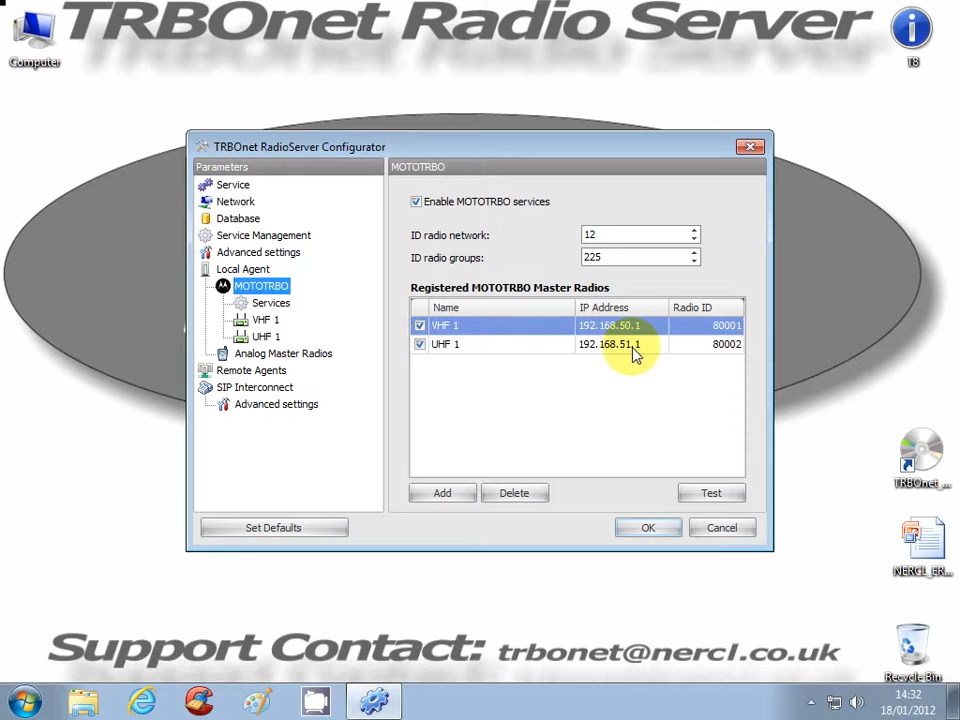 TRBOnet Radio Server
Computer
T8
TRBOnet RadioServer Configurator
Parameters
MOTOTRBO
Service
Network
Database
Service Management
Advanced settings
Local Agent
MOTOTRBO
Services
VHF 1
UHF 1
Analog Master Radios
Remote Agents
SIP Interconnect
Advanced settings
Enable MOTOTRBO services
ID radio network: 12
ID radio groups: 225
Registered MOTOTRBO Master Radios
Name IP Address Radio ID
VHF 1 192.168.50.1 80001
UHF 1 192.168.51.1 80002
Add Delete Test
Set Defaults OK Cancel
TRBOnet_...
NERCL_ER...
Recycle Bin
Support Contact: trbonet@nercl.co.uk
14:32
18/01/2012